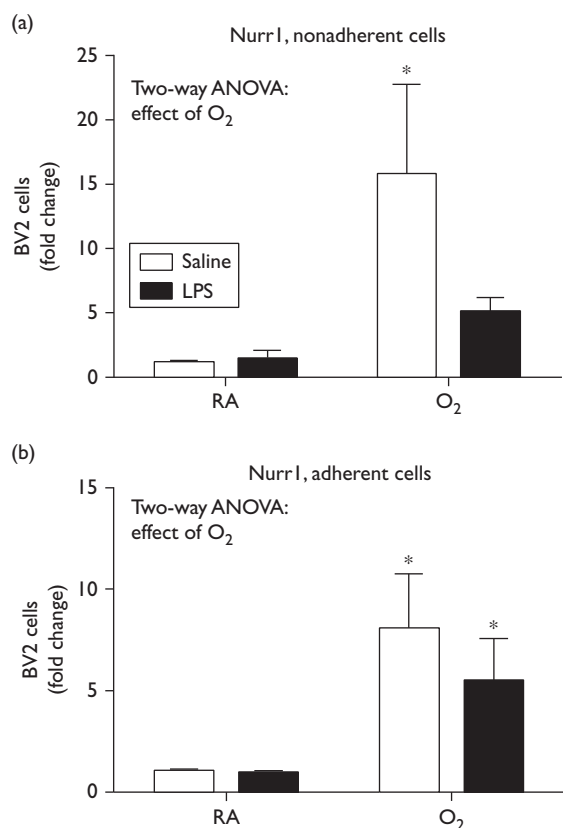 (a)
Nurr1, nonadherent cells
Two-way ANOVA:
effect of O₂
BV2 cells
(fold change)
25
20
15
10
5
0
*
Saline
LPS
RA
O₂
(b)
Nurr1, adherent cells
Two-way ANOVA:
effect of O₂
BV2 cells
(fold change)
15
10
5
0
*
*
RA
O₂